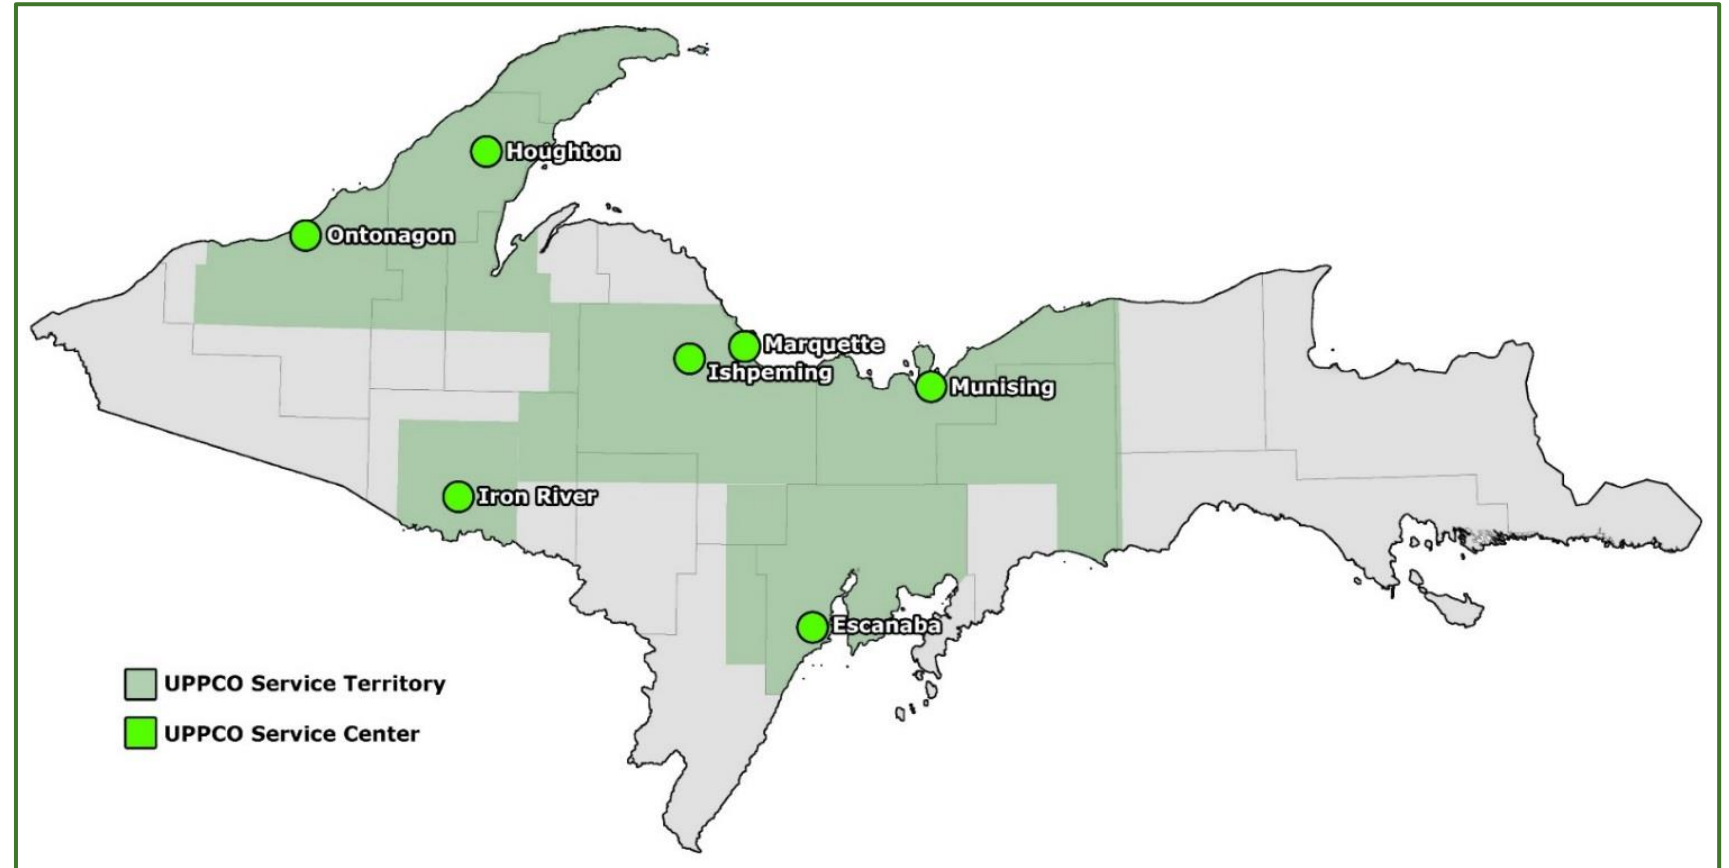 Houghton
Ontonagon
Marquette
Ishpeming
Munising
Iron River
Escanaba
UPPCO Service Territory
UPPCO Service Center